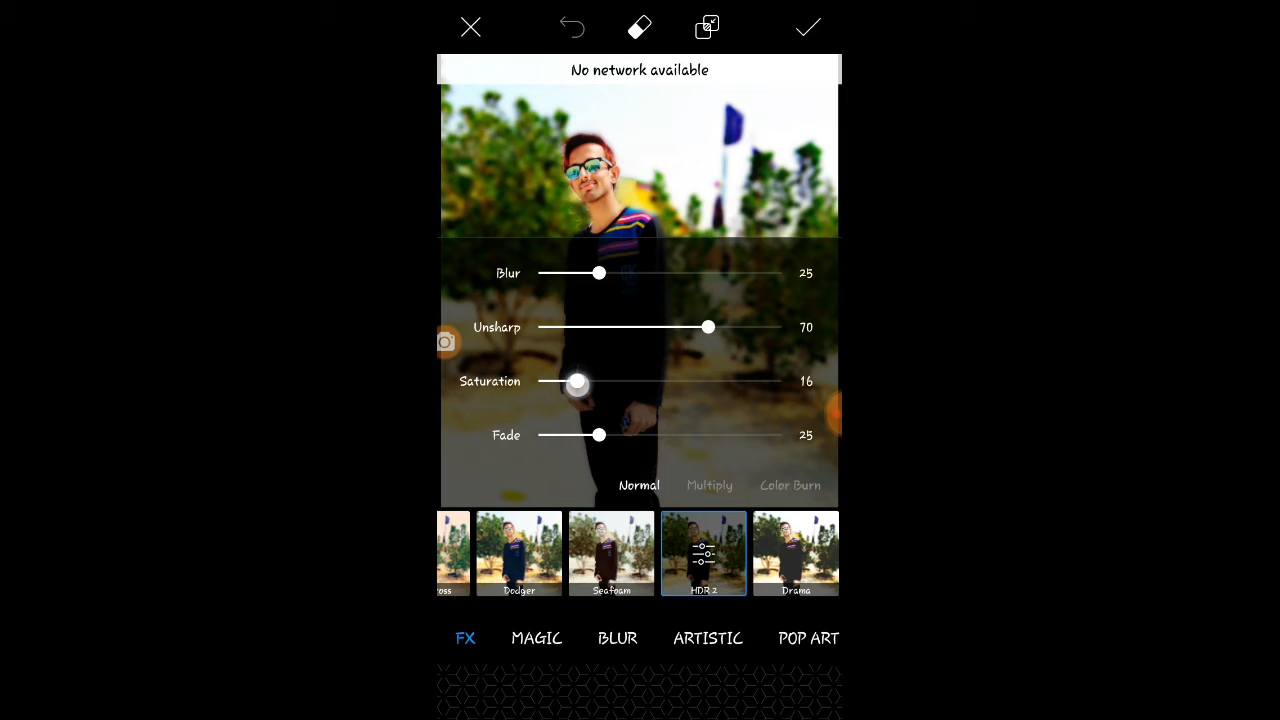 No network available
Blur 25
Unsharp 70
Saturation 16
Fade 25
Normal Multiply Color Burn
oss Dodger Seafoam HDR 2 Drama
FX MAGIC BLUR ARTISTIC POP ART